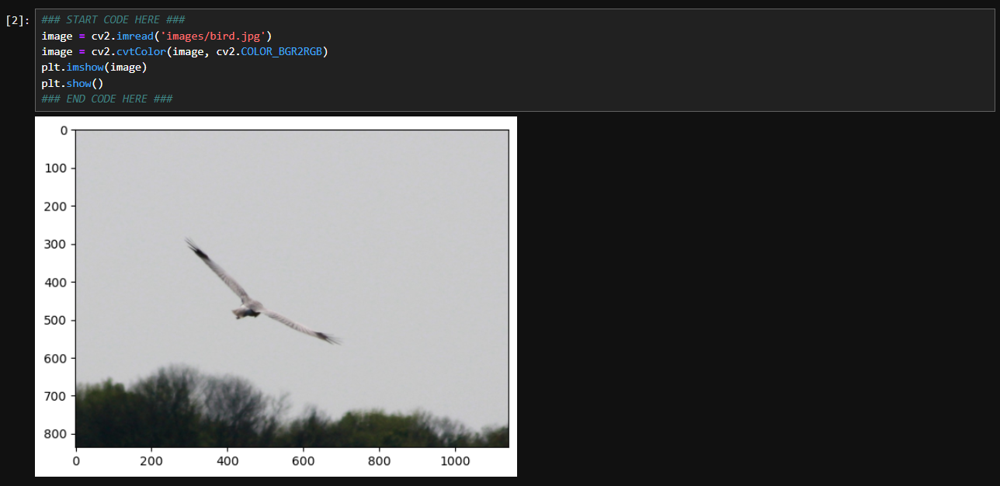 [2]: ### START CODE HERE ###
image = cv2.imread('images/bird.jpg')
image = cv2.cvtColor(image, cv2.COLOR_BGR2RGB)
plt.imshow(image)
plt.show()
### END CODE HERE ###
0
100
200
300
400
500
600
700
800
0 200 400 600 800 1000